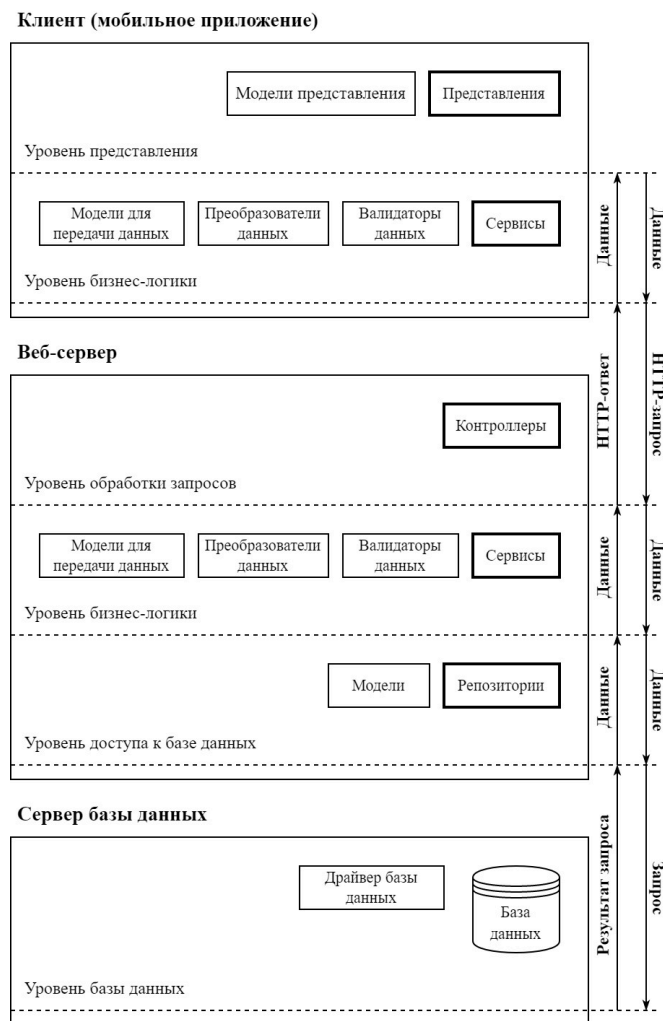 Клиент (мобильное приложение)
Модели представления
Представления
Уровень представления
Модели для
передачи данных
Преобразователи
данных
Валидаторы
данных
Сервисы
Уровень бизнес-логики
Данные
Данные
Веб-сервер
Контроллеры
Уровень обработки запросов
HTTP-ответ
HTTP-запрос
Модели для
передачи данных
Преобразователи
данных
Валидаторы
данных
Сервисы
Уровень бизнес-логики
Данные
Данные
Модели
Репозитории
Уровень доступа к базе данных
Данные
Данные
Сервер базы данных
Драйвер базы
данных
База
данных
Уровень базы данных
Результат запроса
Запрос